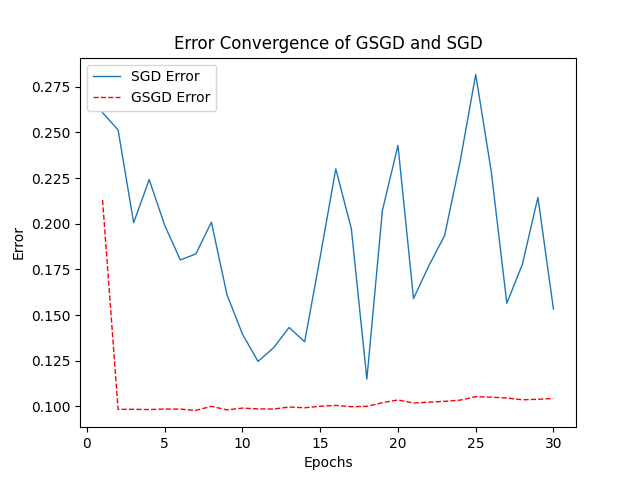 Error Convergence of GSGD and SGD
SGD Error
GSGD Error
0.275
0.250
0.225
0.200
0.175
0.150
0.125
0.100
Error
0 5 10 15 20 25 30
Epochs